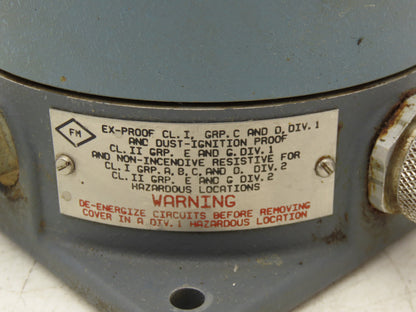 FM
EX-PROOF CL. I, GRP. C AND D, DIV. 1
AND DUST-IGNITION PROOF
CL. II GRP. E AND G. DIV. 1
AND NON-INCENDIVE RESISTIVE FOR
CL. I GRP. A, B, C, AND D. DIV. 2
CL. II GRP. E AND G DIV. 2
HAZARDOUS LOCATIONS
WARNING
DE-ENERGIZE CIRCUITS BEFORE REMOVING
COVER IN A DIV. 1 HAZARDOUS LOCATION